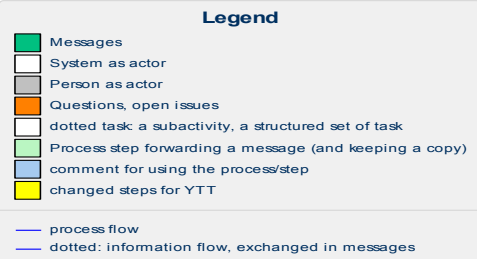 Legend
Messages
System as actor
Person as actor
Questions, open issues
dotted task: a subactivity, a structured set of task
Process step forwarding a message (and keeping a copy)
comment for using the process/step
changed steps for YTT
process flow
dotted: information flow, exchanged in messages